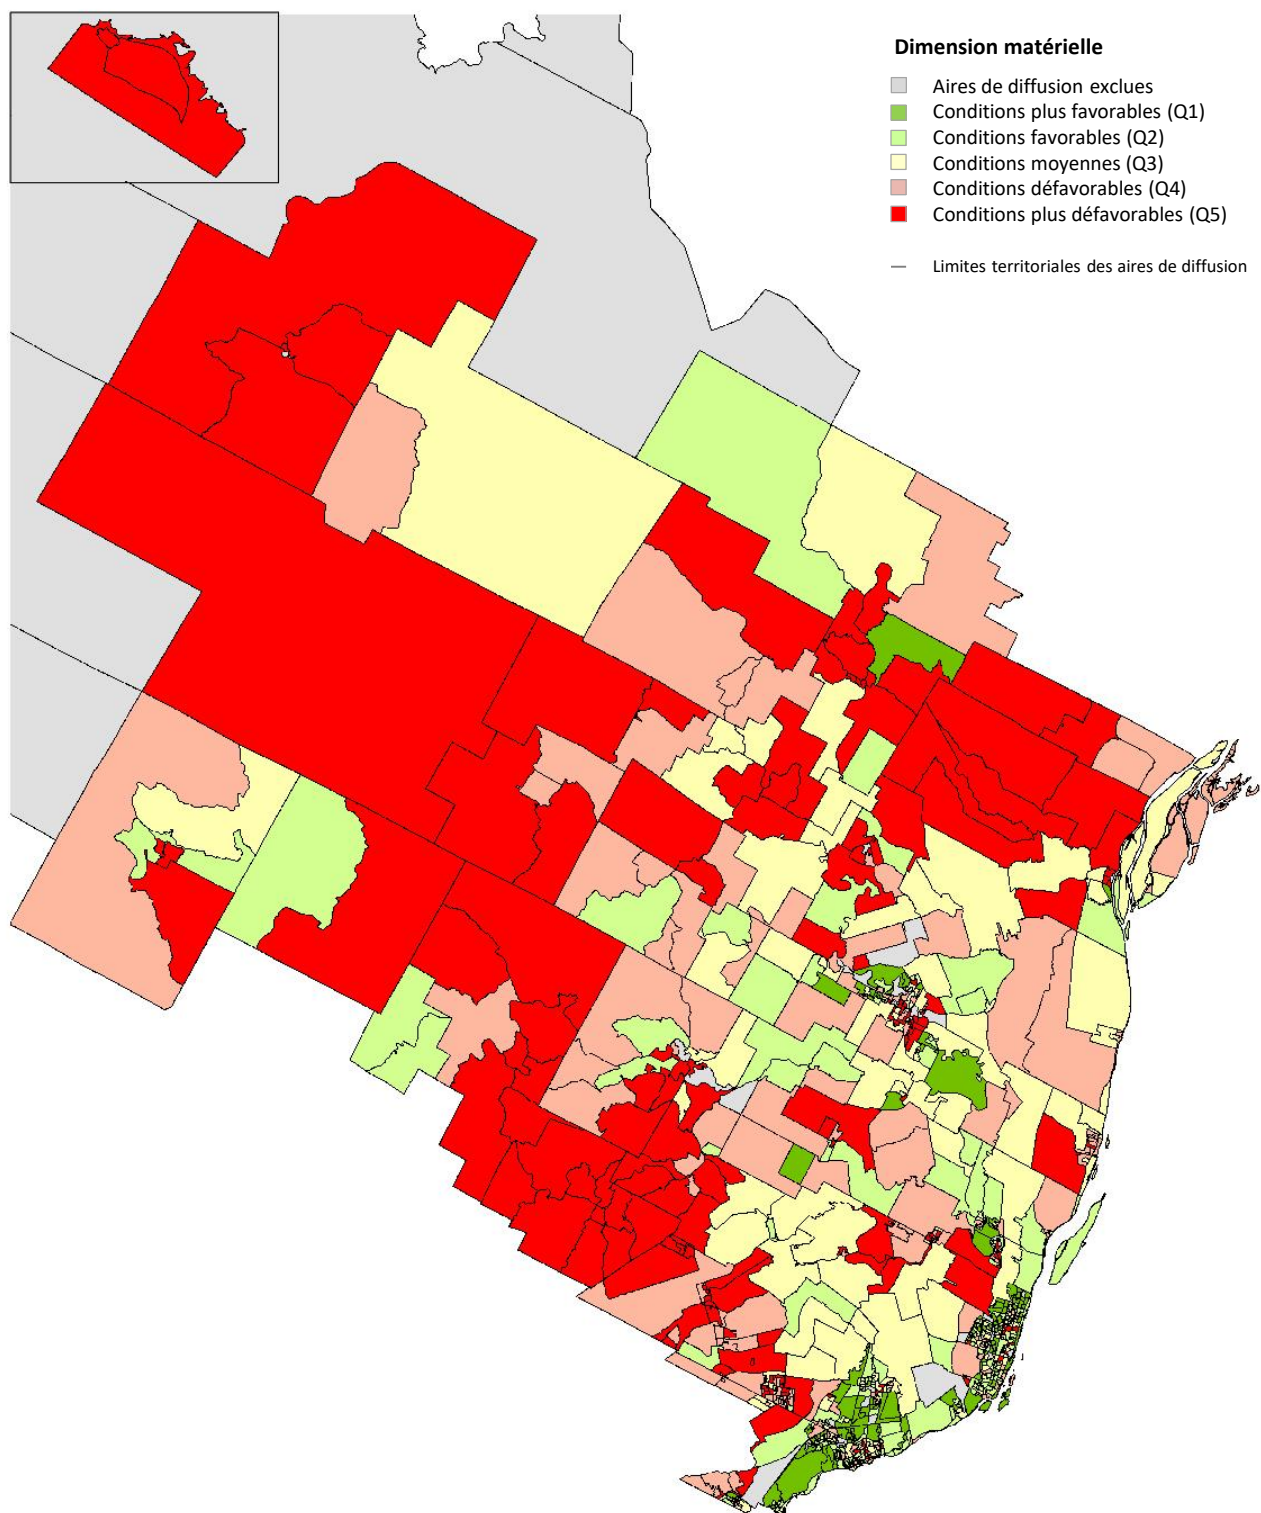 Dimension matérielle
Aires de diffusion exclues
Conditions plus favorables (Q1)
Conditions favorables (Q2)
Conditions moyennes (Q3)
Conditions défavorables (Q4)
Conditions plus défavorables (Q5)
Limites territoriales des aires de diffusion